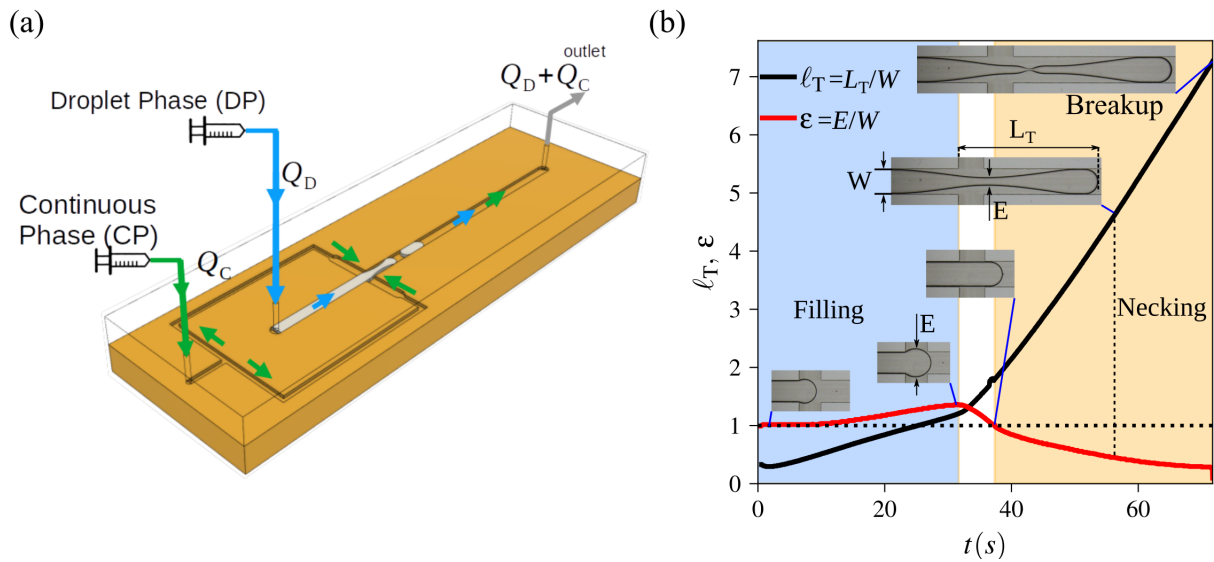 (a)
outlet
Q_D + Q_C
Droplet Phase (DP)
Q_D
Continuous
Phase (CP)
Q_C
(b)
ℓ_T = L_T/W
ε = E/W
Breakup
L_T
W
E
E
Filling
Necking
ℓ_T, ε
7
6
5
4
3
2
1
0
0
20
40
60
t(s)